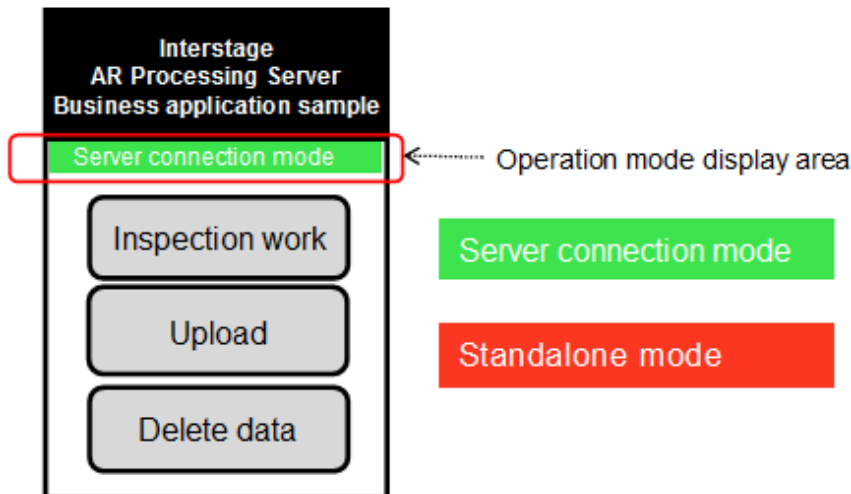 Interstage
AR Processing Server
Business application sample
Server connection mode
Operation mode display area
Inspection work
Server connection mode
Upload
Standalone mode
Delete data